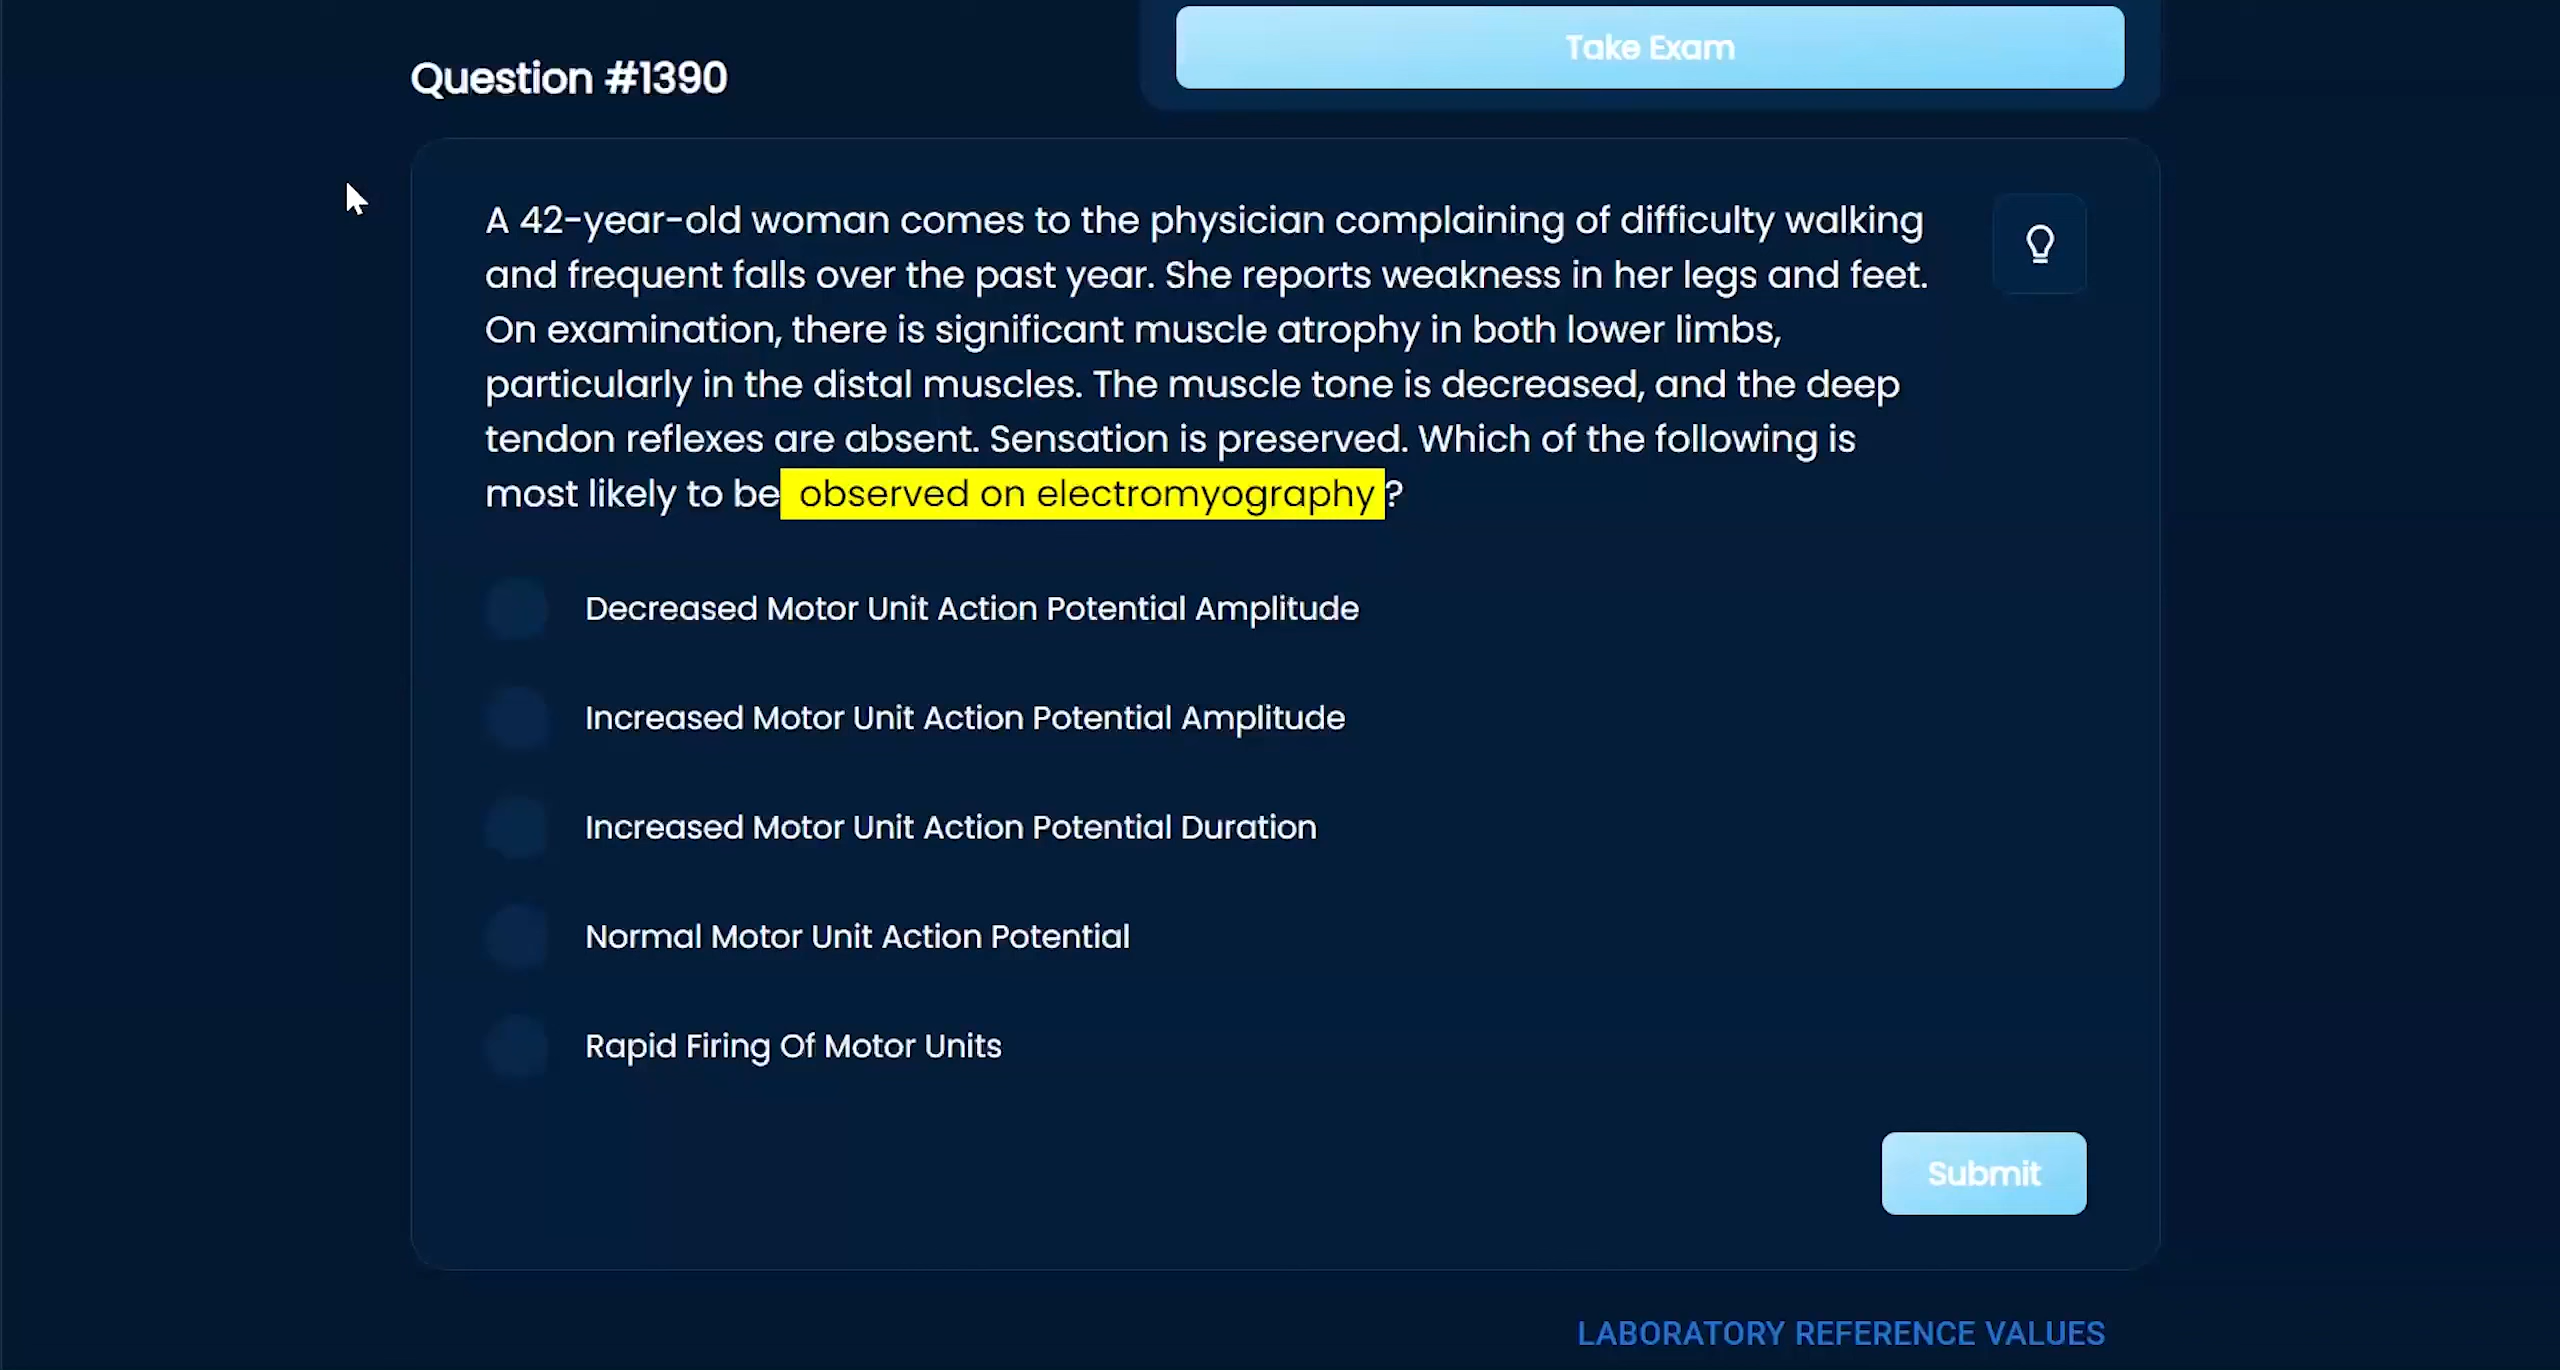 Take Exam
Question #1390
A 42-year-old woman comes to the physician complaining of difficulty walking
and frequent falls over the past year. She reports weakness in her legs and feet.
On examination, there is significant muscle atrophy in both lower limbs,
particularly in the distal muscles. The muscle tone is decreased, and the deep
tendon reflexes are absent. Sensation is preserved. Which of the following is
most likely to be observed on electromyography ?
Decreased Motor Unit Action Potential Amplitude
Increased Motor Unit Action Potential Amplitude
Increased Motor Unit Action Potential Duration
Normal Motor Unit Action Potential
Rapid Firing Of Motor Units
Submit
LABORATORY REFERENCE VALUES